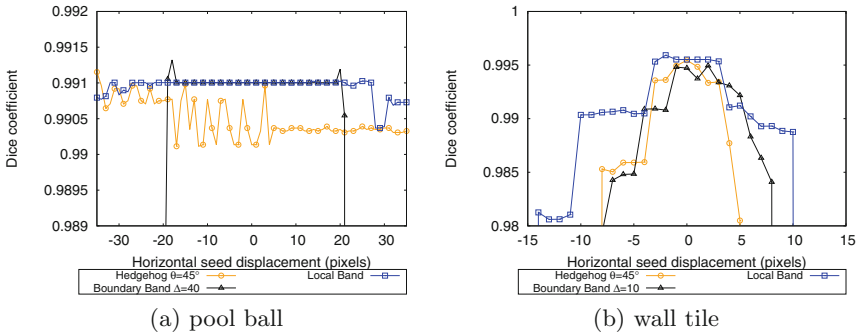 0.992
0.9915
0.991
0.9905
0.99
0.9895
0.989
Dice coefficient
-30 -20 -10 0 10 20 30
Horizontal seed displacement (pixels)
Hedgehog θ=45° Local Band
Boundary Band Δ=40
(a) pool ball
1
0.995
0.99
0.985
0.98
Dice coefficient
-15 -10 -5 0 5 10 15
Horizontal seed displacement (pixels)
Hedgehog θ=45° Local Band
Boundary Band Δ=10
(b) wall tile